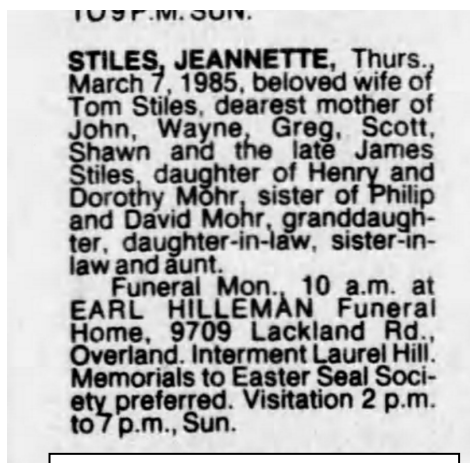 TO 9 P.M. SUN.
STILES, JEANNETTE, Thurs.,
March 7, 1985, beloved wife of
Tom Stiles, dearest mother of
John, Wayne, Greg, Scott,
Shawn and the late James
Stiles, daughter of Henry and
Dorothy Mohr, sister of Philip
and David Mohr, granddaugh-
ter, daughter-in-law, sister-in-
law and aunt.
Funeral Mon., 10 a.m. at
EARL HILLEMAN Funeral
Home, 9709 Lackland Rd.,
Overland. Interment Laurel Hill.
Memorials to Easter Seal Soci-
ety preferred. Visitation 2 p.m.
to 7 p.m., Sun.